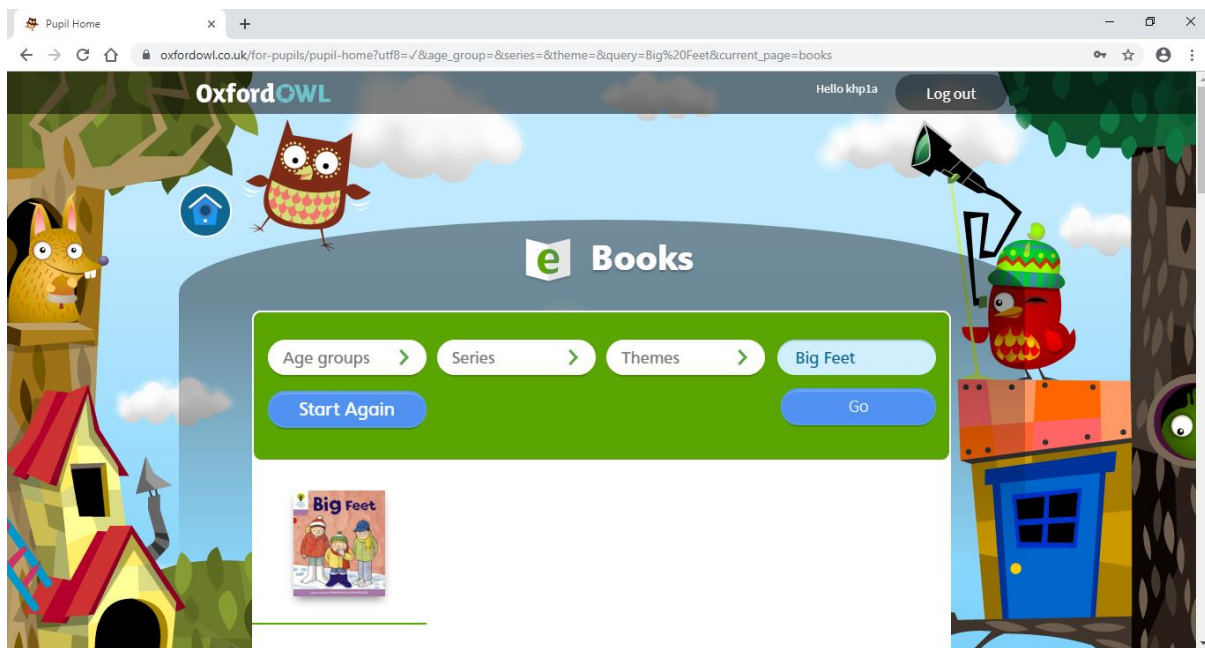 Pupil Home
oxfordowl.co.uk/for-pupils/pupil-home?utf8=✓&age_group=&series=&theme=&query=Big%20Feet&current_page=books
OxfordOWL
Hello khp1a
Log out
e Books
Age groups
Series
Themes
Big Feet
Start Again
Go
Big Feet